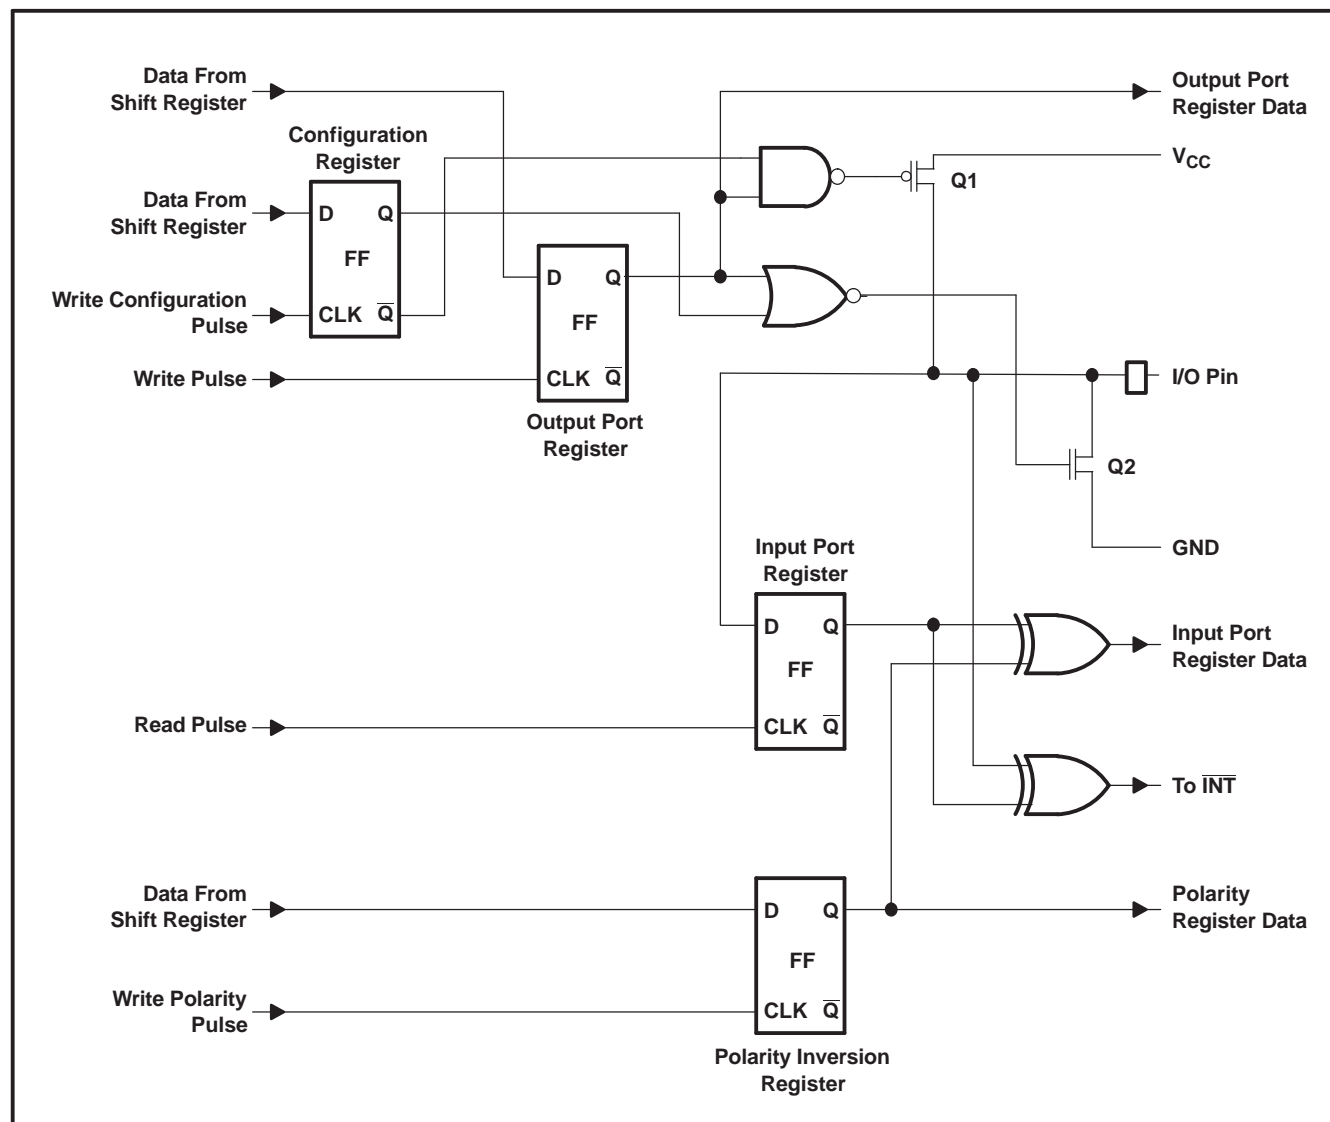 Data From
Shift Register
Output Port
Register Data
Configuration
Register
VCC
Q1
Data From
Shift Register
D
Q
FF
CLK
Q̅
Write Configuration
Pulse
D
Q
FF
CLK
Q̅
Write Pulse
I/O Pin
Output Port
Register
Q2
Input Port
Register
GND
D
Q
FF
CLK
Q̅
Input Port
Register Data
Read Pulse
To I̅N̅T̅
Data From
Shift Register
D
Q
FF
CLK
Q̅
Polarity
Register Data
Write Polarity
Pulse
Polarity Inversion
Register